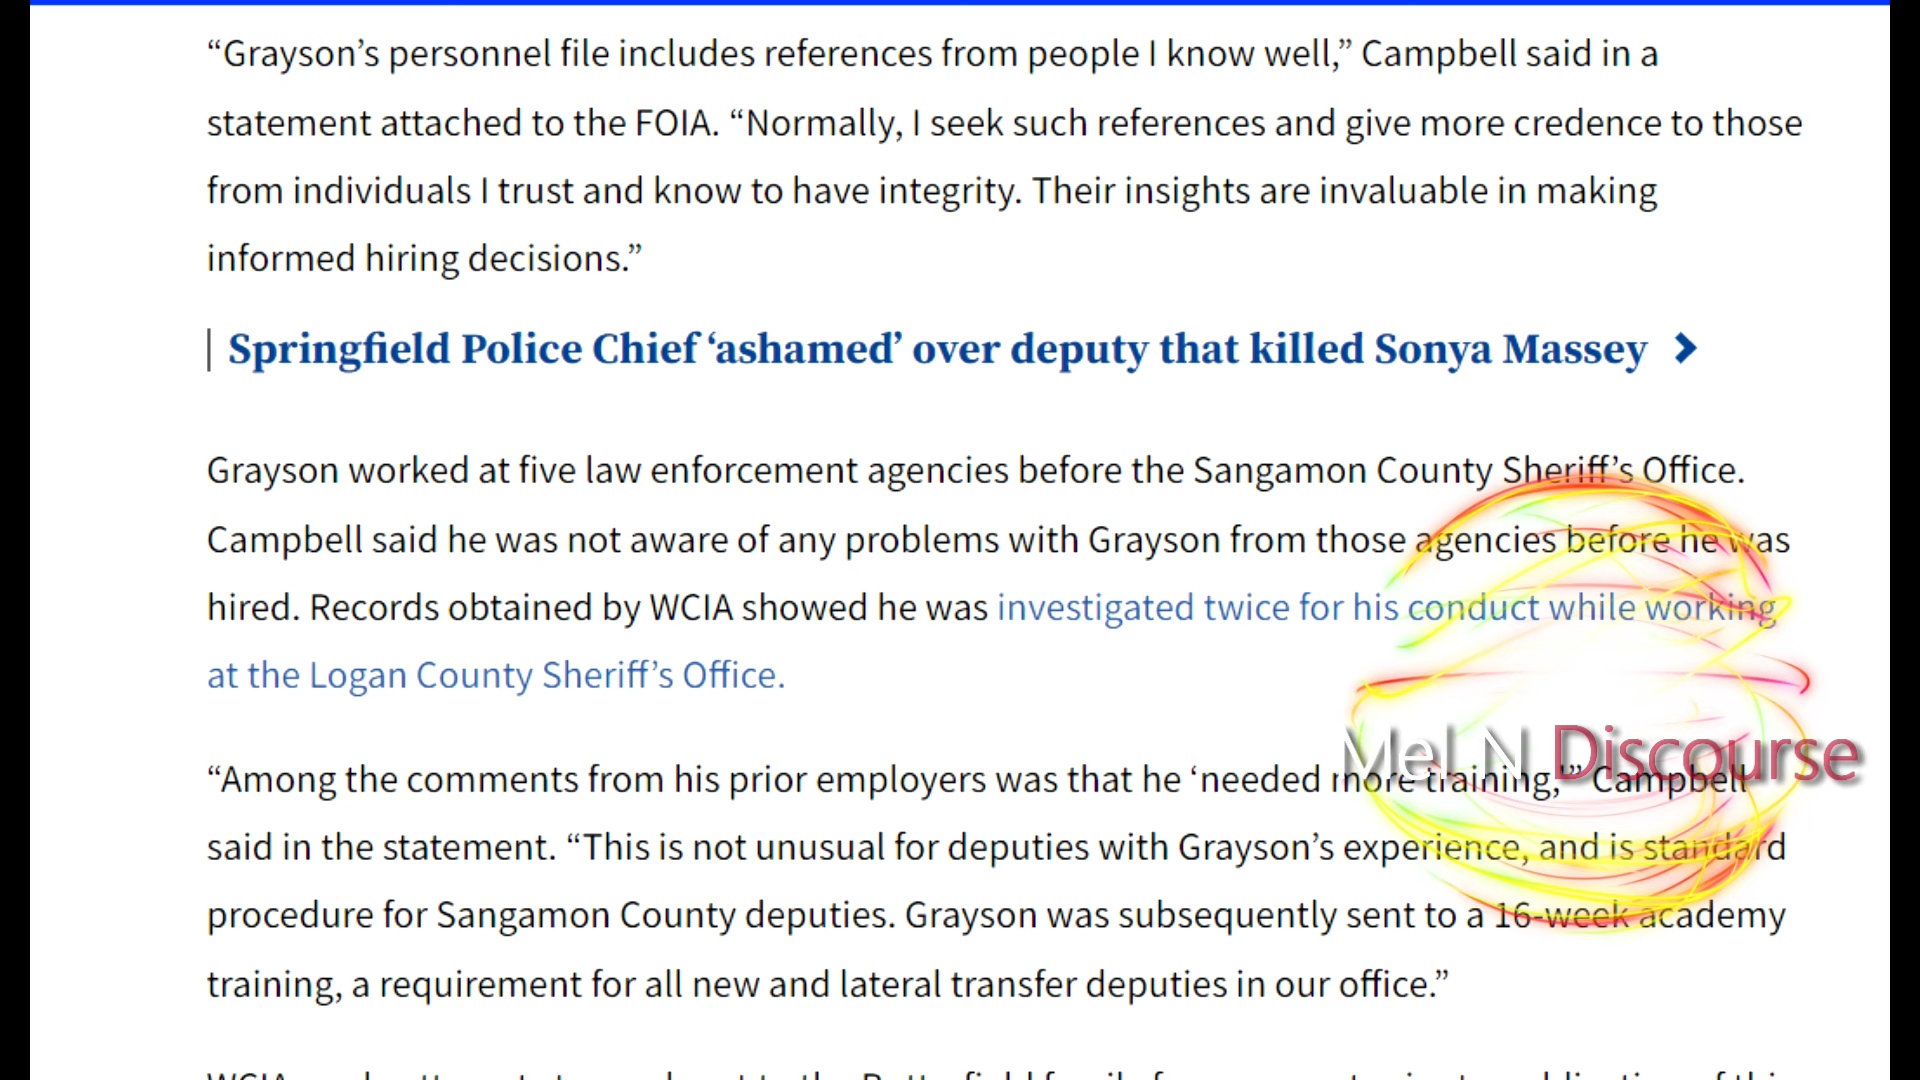 “Grayson’s personnel file includes references from people I know well,” Campbell said in a
statement attached to the FOIA. “Normally, I seek such references and give more credence to those
from individuals I trust and know to have integrity. Their insights are invaluable in making
informed hiring decisions.”
Springfield Police Chief ‘ashamed’ over deputy that killed Sonya Massey
Grayson worked at five law enforcement agencies before the Sangamon County Sheriff’s Office.
Campbell said he was not aware of any problems with Grayson from those agencies before he was
hired. Records obtained by WCIA showed he was investigated twice for his conduct while working
at the Logan County Sheriff’s Office.
Mel N Discourse
“Among the comments from his prior employers was that he ‘needed more training,’” Campbell
said in the statement. “This is not unusual for deputies with Grayson’s experience, and is standard
procedure for Sangamon County deputies. Grayson was subsequently sent to a 16-week academy
training, a requirement for all new and lateral transfer deputies in our office.”